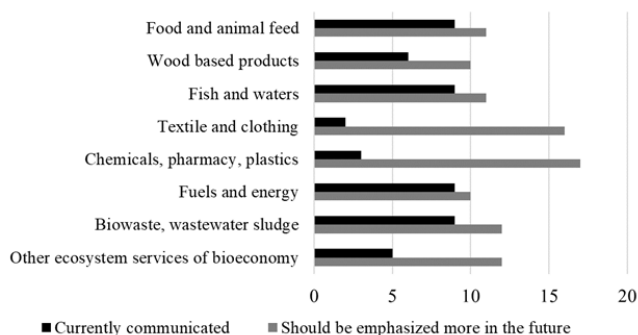 Food and animal feed
Wood based products
Fish and waters
Textile and clothing
Chemicals, pharmacy, plastics
Fuels and energy
Biowaste, wastewater sludge
Other ecosystem services of bioeconomy
0 5 10 15 20
Currently communicated Should be emphasized more in the future